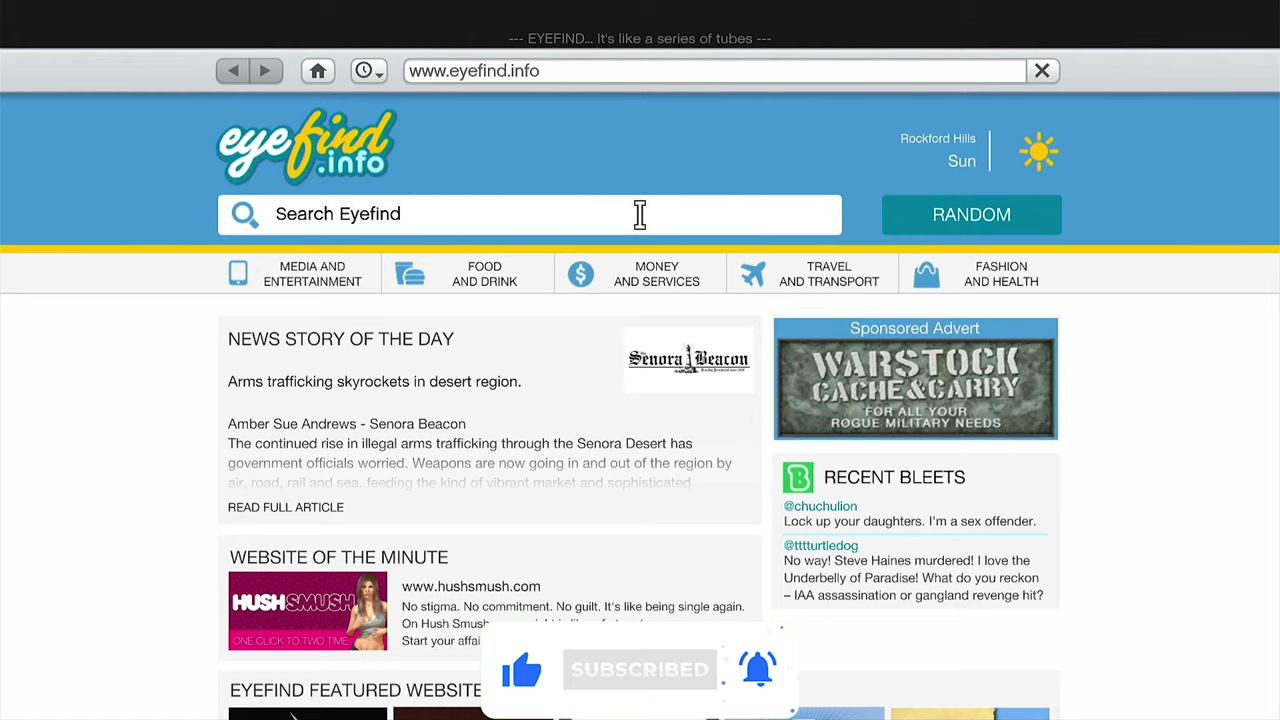 --- EYEFIND... It's like a series of tubes ---
www.eyefind.info
eyefind
.info
Rockford Hills
Sun
Search Eyefind
RANDOM
MEDIA AND
ENTERTAINMENT
FOOD
AND DRINK
MONEY
AND SERVICES
TRAVEL
AND TRANSPORT
FASHION
AND HEALTH
NEWS STORY OF THE DAY
Senora Beacon
Arms trafficking skyrockets in desert region.
Amber Sue Andrews - Senora Beacon
The continued rise in illegal arms trafficking through the Senora Desert has
government officials worried. Weapons are now going in and out of the region by
air, road, rail and sea, feeding the kind of vibrant market and sophisticated
READ FULL ARTICLE
Sponsored Advert
WARSTOCK
CACHE & CARRY
FOR ALL YOUR
ROGUE MILITARY NEEDS
B
RECENT BLEETS
@chuchulion
Lock up your daughters. I'm a sex offender.
@tttturtledog
No way! Steve Haines murdered! I love the
Underbelly of Paradise! What do you reckon
– IAA assassination or gangland revenge hit?
WEBSITE OF THE MINUTE
HUSHSMUSH
ONE CLICK TO TWO TIME
www.hushsmush.com
No stigma. No commitment. No guilt. It's like being single again.
On Hush Smush
Start your affai
EYEFIND FEATURED WEBSITE
SUBSCRIBED